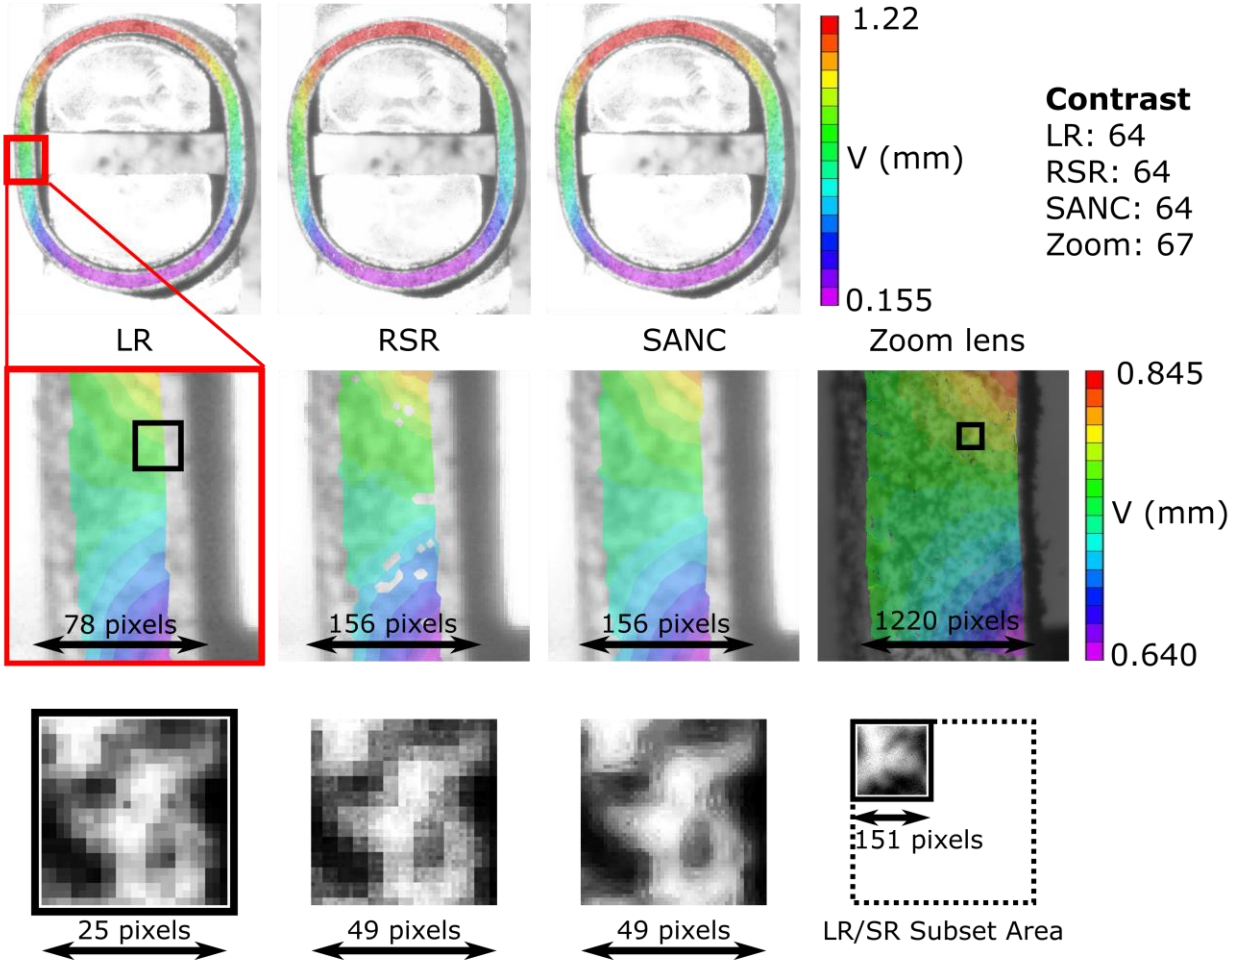 1.22
V (mm)
0.155
Contrast
LR: 64
RSR: 64
SANC: 64
Zoom: 67
LR
RSR
SANC
Zoom lens
78 pixels
156 pixels
156 pixels
1220 pixels
0.845
V (mm)
0.640
25 pixels
49 pixels
49 pixels
151 pixels
LR/SR Subset Area